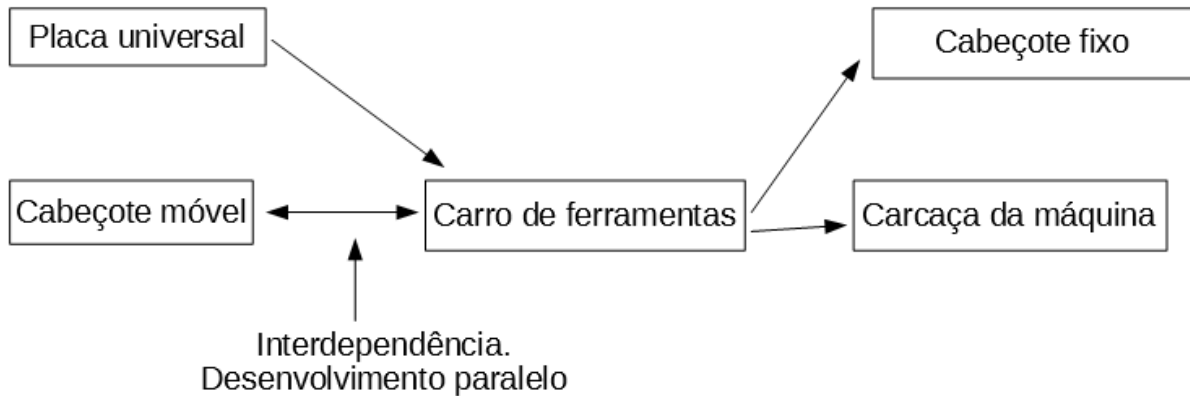 Placa universal
Cabeçote fixo
Cabeçote móvel
Carro de ferramentas
Carcaça da máquina
Interdependência.
Desenvolvimento paralelo